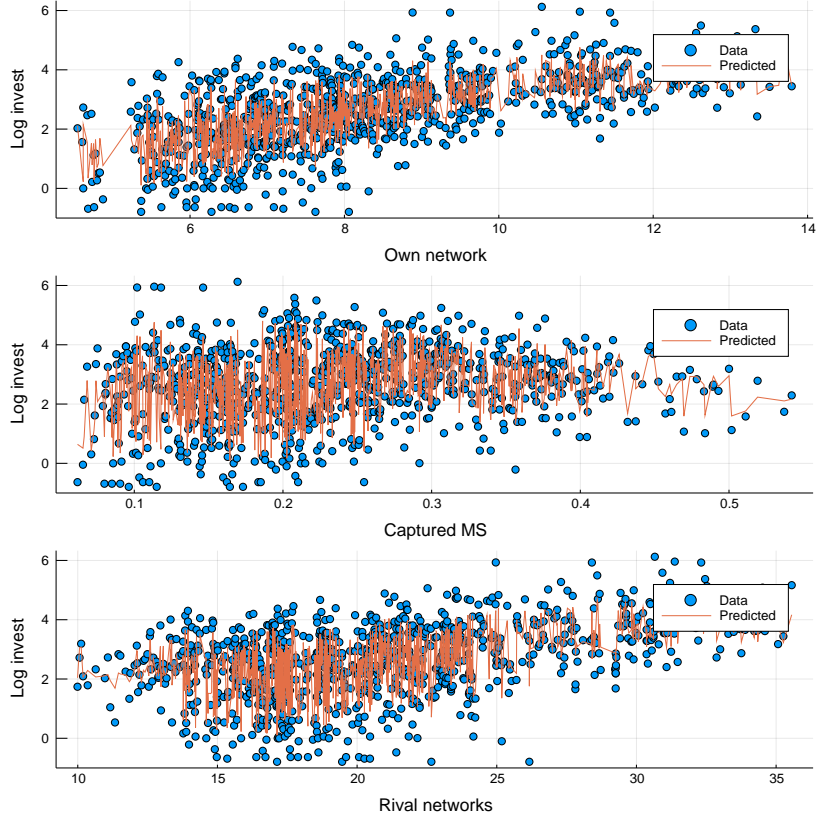 6
4
2
0
Log invest
Data
Predicted
6
8
10
12
14
Own network
6
4
2
0
Log invest
Data
Predicted
0.1
0.2
0.3
0.4
0.5
Captured MS
6
4
2
0
Log invest
Data
Predicted
10
15
20
25
30
35
Rival networks